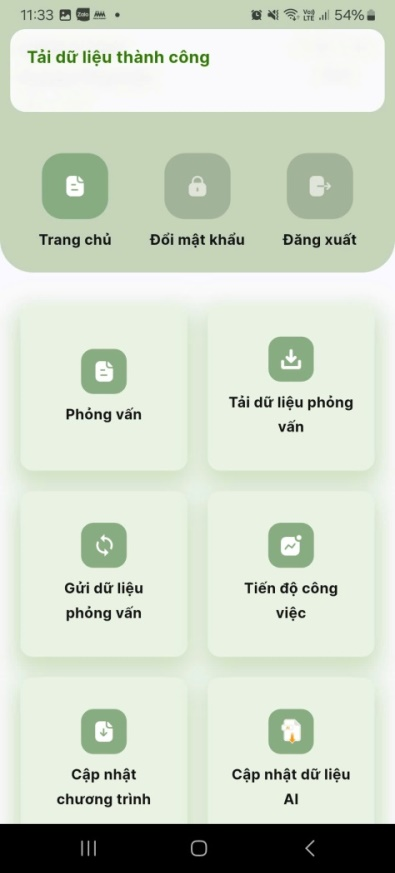 11:33
Zalo
54%
Tải dữ liệu thành công
Trang chủ
Đổi mật khẩu
Đăng xuất
Phỏng vấn
Tải dữ liệu phỏng
vấn
Gửi dữ liệu
phỏng vấn
Tiến độ công
việc
Cập nhật
chương trình
Cập nhật dữ liệu
AI